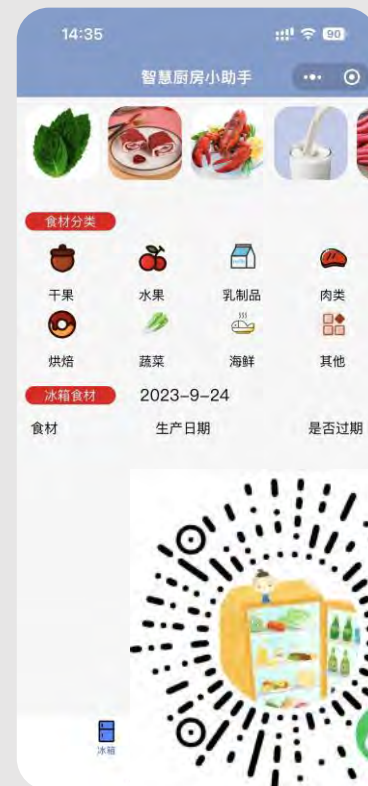 14:35
90
智慧厨房小助手
食材分类
干果 水果 乳制品 肉类
烘焙 蔬菜 海鲜 其他
冰箱食材 2023-9-24
食材 生产日期 是否过期
冰箱